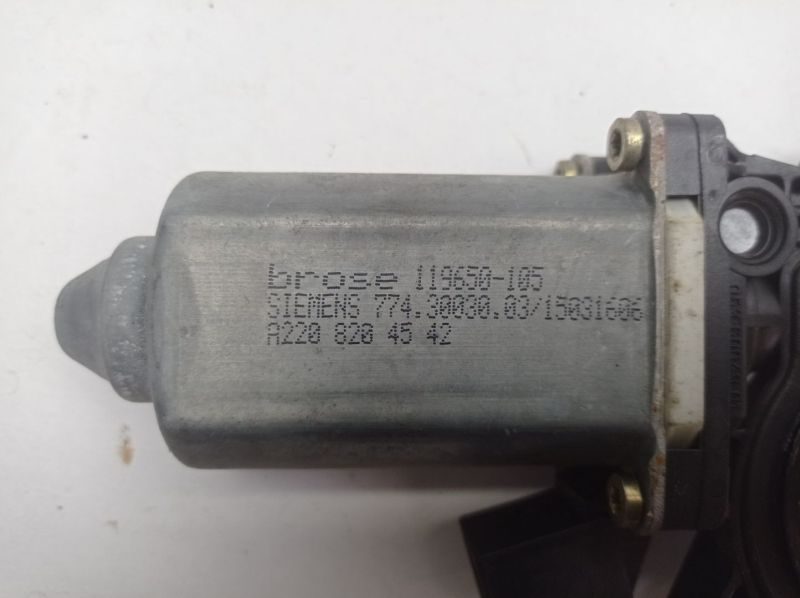 brose 119650-105
SIEMENS 774.30030.03/15031606
A220 820 45 42